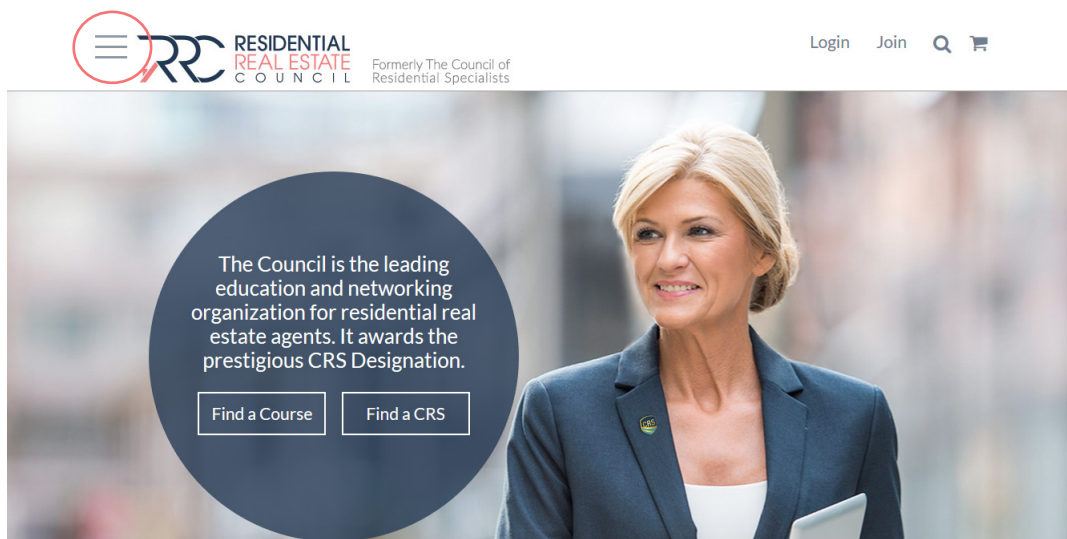 RRC
RESIDENTIAL
REAL ESTATE
COUNCIL
Formerly The Council of
Residential Specialists
Login Join
The Council is the leading
education and networking
organization for residential real
estate agents. It awards the
prestigious CRS Designation.
Find a Course Find a CRS
CRS